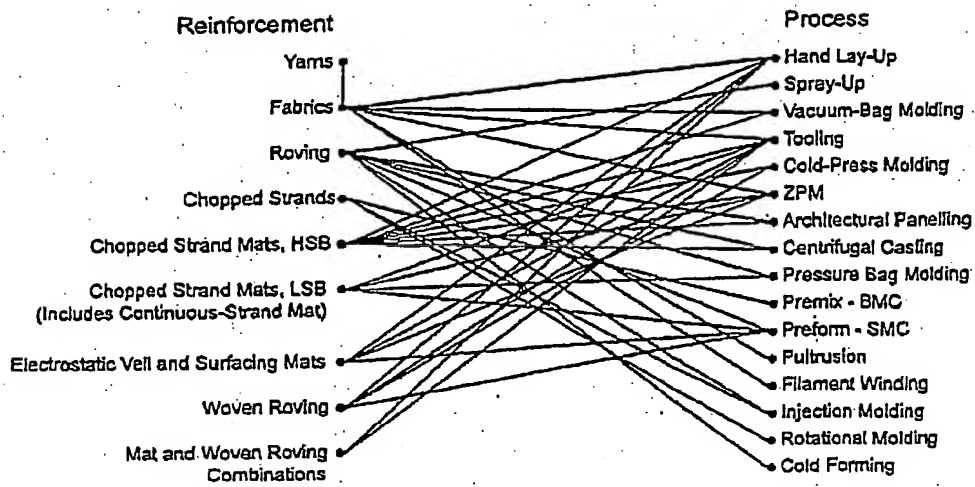 Reinforcement
Yarns
Fabrics
Roving
Chopped Strands
Chopped Strand Mats, HSB
Chopped Strand Mats, LSB
(Includes Continuous-Strand Mat)
Electrostatic Veil and Surfacing Mats
Woven Roving
Mat and Woven Roving
Combinations
Process
Hand Lay-Up
Spray-Up
Vacuum-Bag Molding
Tooling
Cold-Press Molding
ZPM
Architectural Panelling
Centrifugal Casting
Pressure Bag Molding
Premix - BMC
Preform - SMC
Pultrusion
Filament Winding
Injection Molding
Rotational Molding
Cold Forming